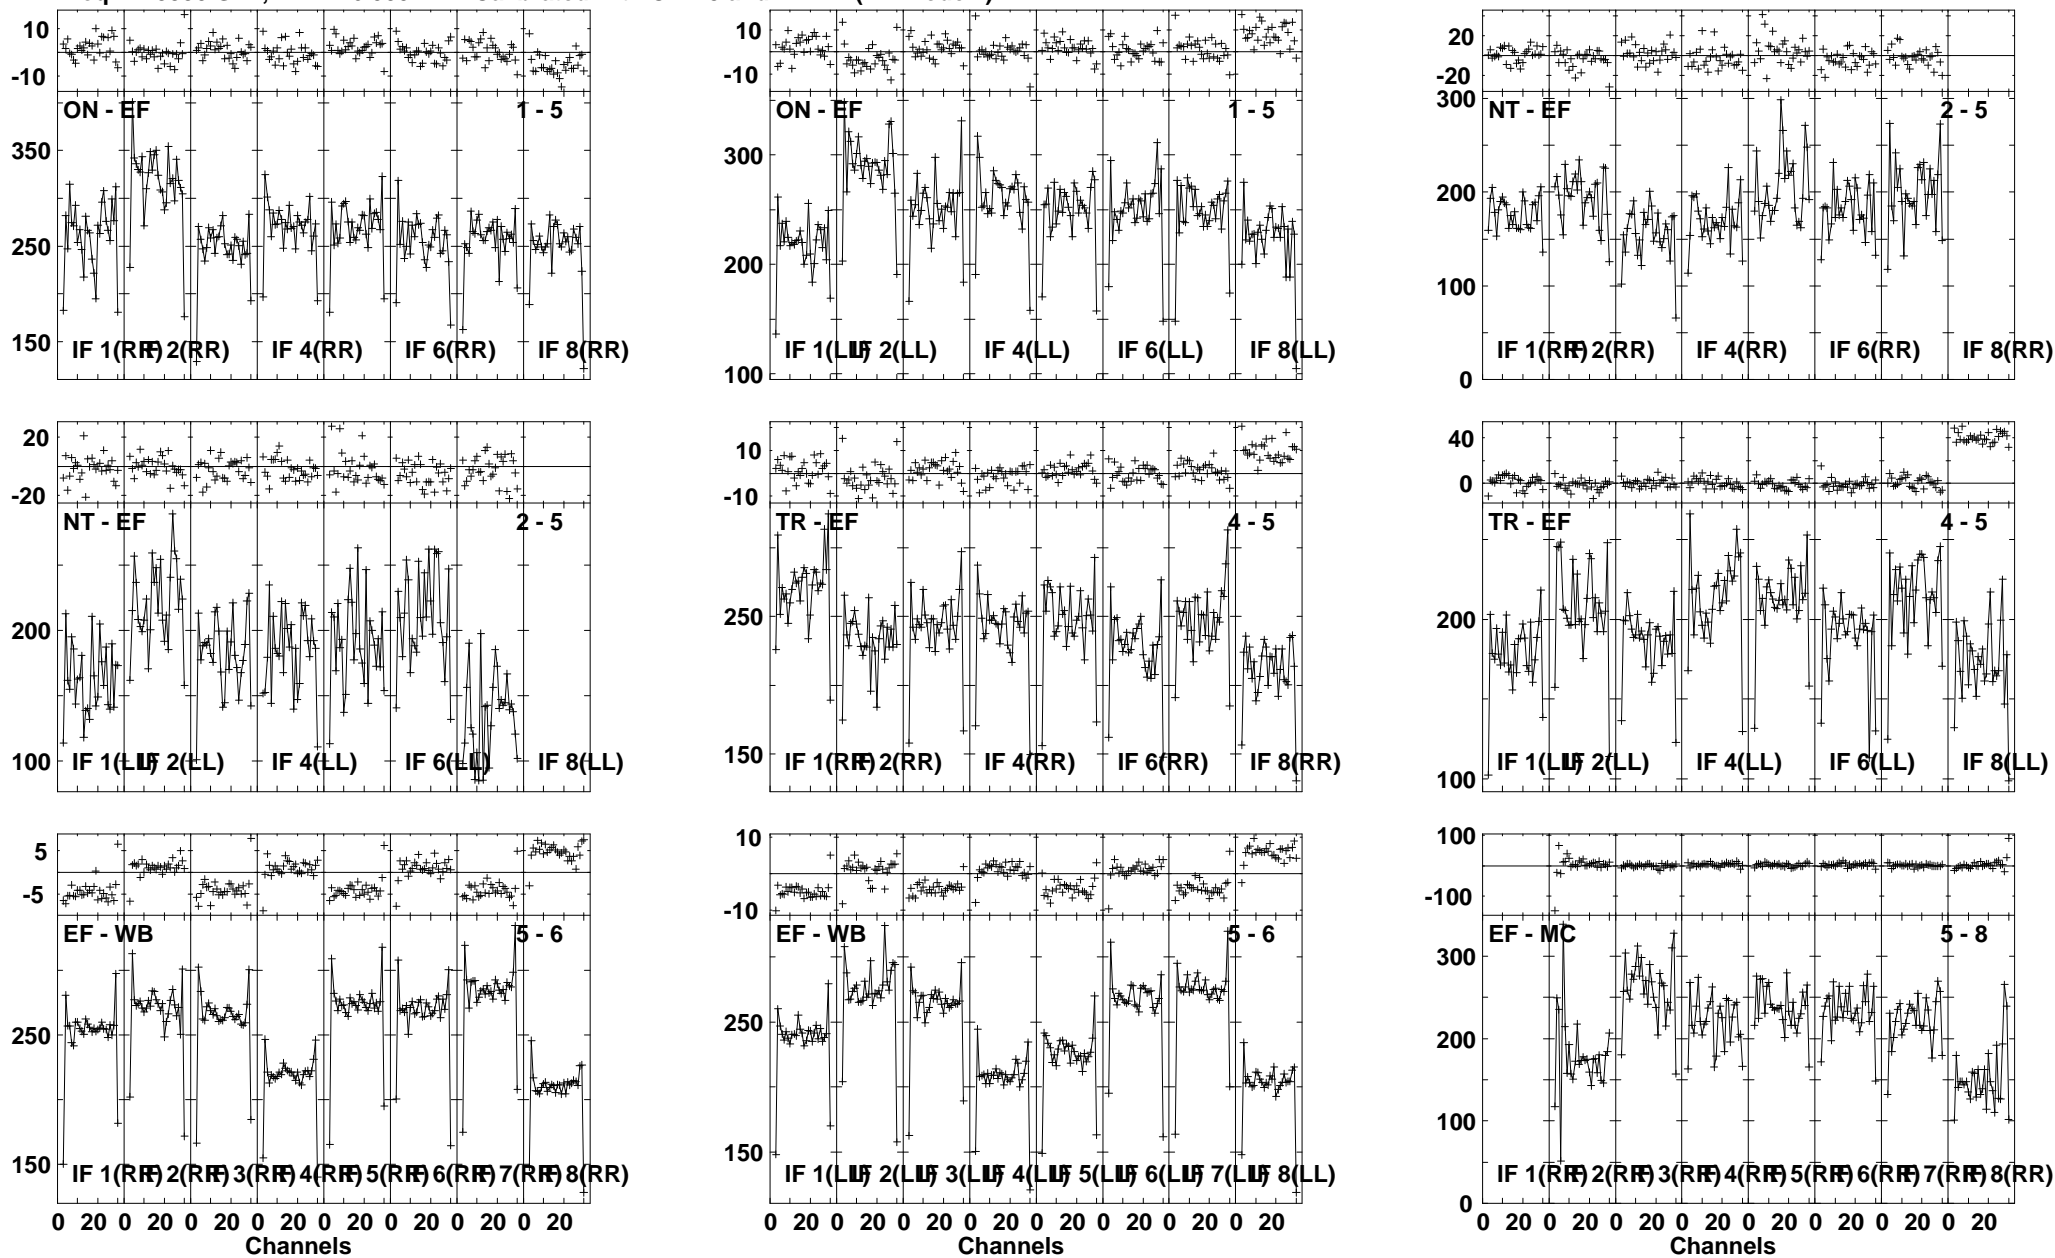 10
-10
ON - EF 1 - 5
350
250
150
IF 1(RR) IF 2(RR) IF 4(RR) IF 6(RR) IF 8(RR)
10
-10
ON - EF 1 - 5
300
200
100
IF 1(LL) IF 2(LL) IF 4(LL) IF 6(LL) IF 8(LL)
20
-20
NT - EF 2 - 5
300
200
100
0
IF 1(RR) IF 2(RR) IF 4(RR) IF 6(RR) IF 8(RR)
20
-20
NT - EF 2 - 5
200
100
IF 1(LL) IF 2(LL) IF 4(LL) IF 6(LL) IF 8(LL)
10
-10
TR - EF 4 - 5
250
150
IF 1(RR) IF 2(RR) IF 4(RR) IF 6(RR) IF 8(RR)
40
0
TR - EF 4 - 5
200
100
IF 1(LL) IF 2(LL) IF 4(LL) IF 6(LL) IF 8(LL)
5
-5
EF - WB 5 - 6
250
150
IF 1(RR) IF 2(RR) IF 3(RR) IF 4(RR) IF 5(RR) IF 6(RR) IF 7(RR) IF 8(RR)
0 20 0 20 0 20 0 20 0 20 0 20 0 20 0 20
Channels
10
-10
EF - WB 5 - 6
250
150
IF 1(LL) IF 2(LL) IF 3(LL) IF 4(LL) IF 5(LL) IF 6(LL) IF 7(LL) IF 8(LL)
0 20 0 20 0 20 0 20 0 20 0 20 0 20 0 20
Channels
100
-100
EF - MC 5 - 8
300
200
100
0
IF 1(RR) IF 2(RR) IF 3(RR) IF 4(RR) IF 5(RR) IF 6(RR) IF 7(RR) IF 8(RR)
0 20 0 20 0 20 0 20 0 20 0 20 0 20 0 20
Channels